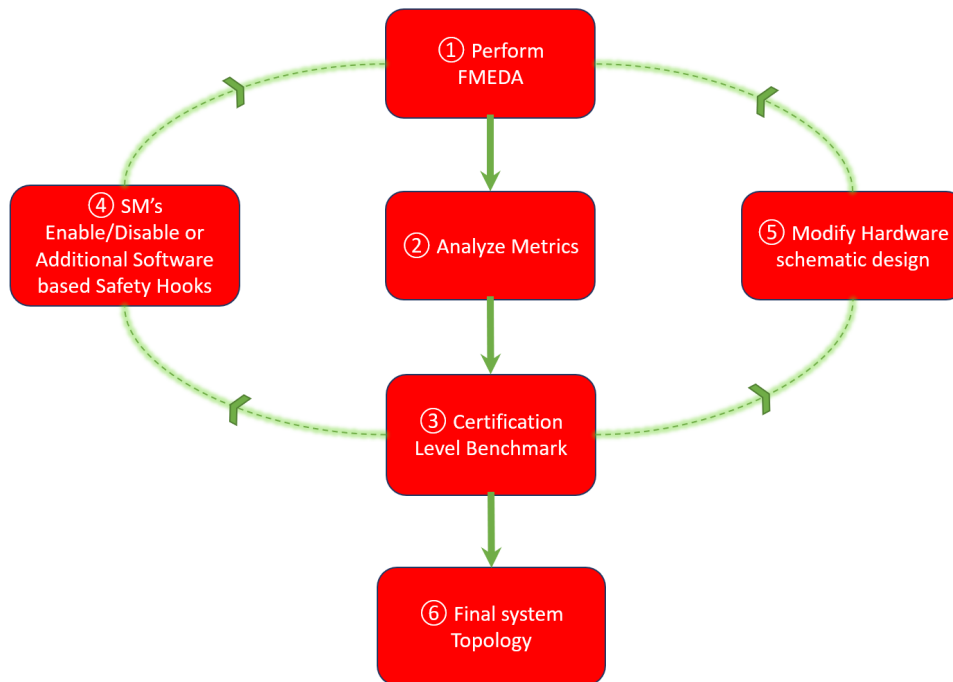 ① Perform
FMEDA
④ SM's
Enable/Disable or
Additional Software
based Safety Hooks
② Analyze Metrics
⑤ Modify Hardware
schematic design
③ Certification
Level Benchmark
⑥ Final system
Topology